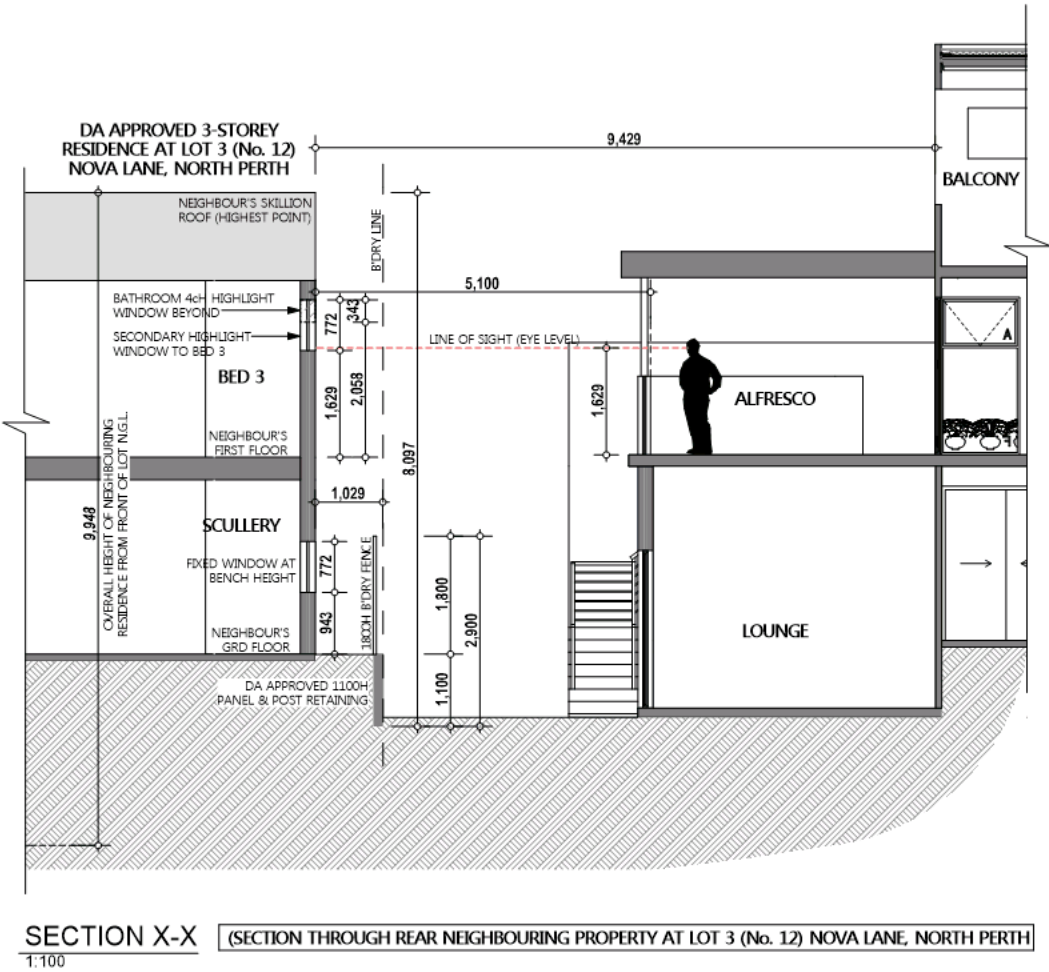 9,429
DA APPROVED 3-STOREY
RESIDENCE AT LOT 3 (No. 12)
NOVA LANE, NORTH PERTH
BALCONY
NEIGHBOUR'S SKILLION
ROOF (HIGHEST POINT)
B'DRY LINE
5,100
BATHROOM 4cH HIGHLIGHT
WINDOW BEYOND
772
343
SECONDARY HIGHLIGHT
WINDOW TO BED 3
LINE OF SIGHT (EYE LEVEL)
A
BED 3
1,629
2,058
1,629
ALFRESCO
NEIGHBOUR'S
FIRST FLOOR
8,097
1,029
9,948
OVERALL HEIGHT OF NEIGHBOURING
RESIDENCE FROM FRONT OF LOT N.G.L.
SCULLERY
FIXED WINDOW AT
BENCH HEIGHT
772
943
1800H B'DRY FENCE
1,800
2,900
NEIGHBOUR'S
GRD FLOOR
LOUNGE
DA APPROVED 1100H
PANEL & POST RETAINING
1,100
SECTION X-X
(SECTION THROUGH REAR NEIGHBOURING PROPERTY AT LOT 3 (No. 12) NOVA LANE, NORTH PERTH
1:100